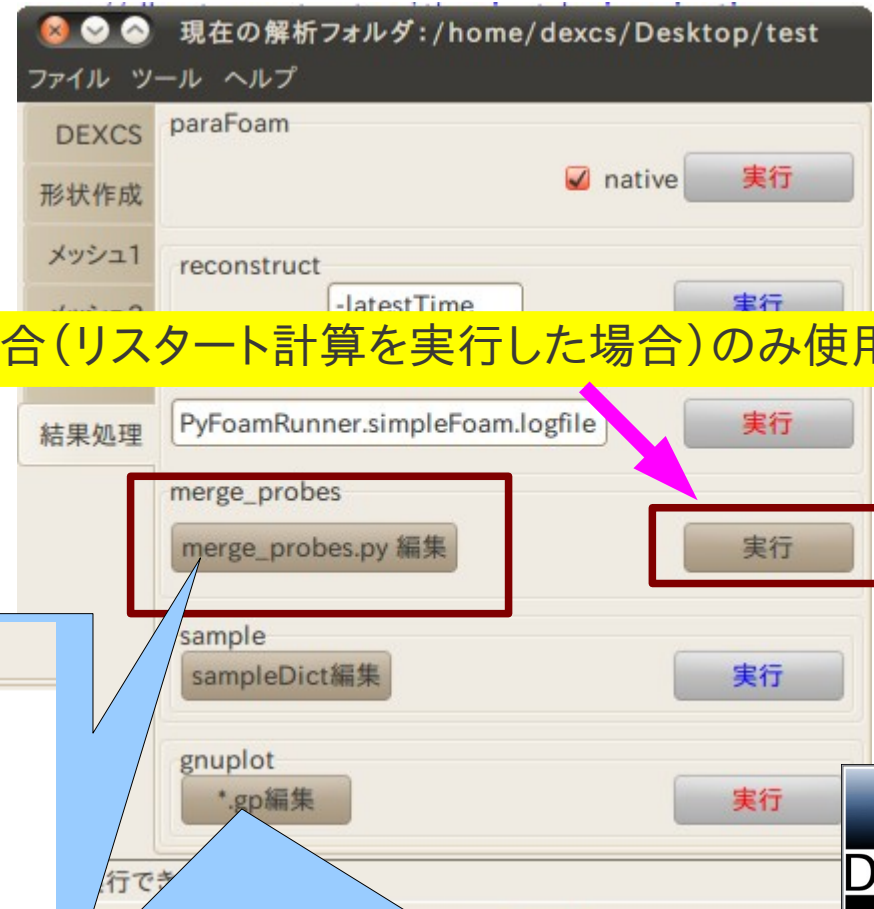 現在の解析フォルダ:/home/dexcs/Desktop/test
ファイル ツール ヘルプ
DEXCS
paraFoam
native 実行
形状作成
メッシュ1
reconstruct
-latestTime 実行
合(リスタート計算を実行した場合)のみ使用
結果処理
PyFoamRunner.simpleFoam.logfile 実行
merge_probes
merge_probes.py 編集 実行
sample
sampleDict編集 実行
gnuplot
*.gp編集 実行
行でき
D